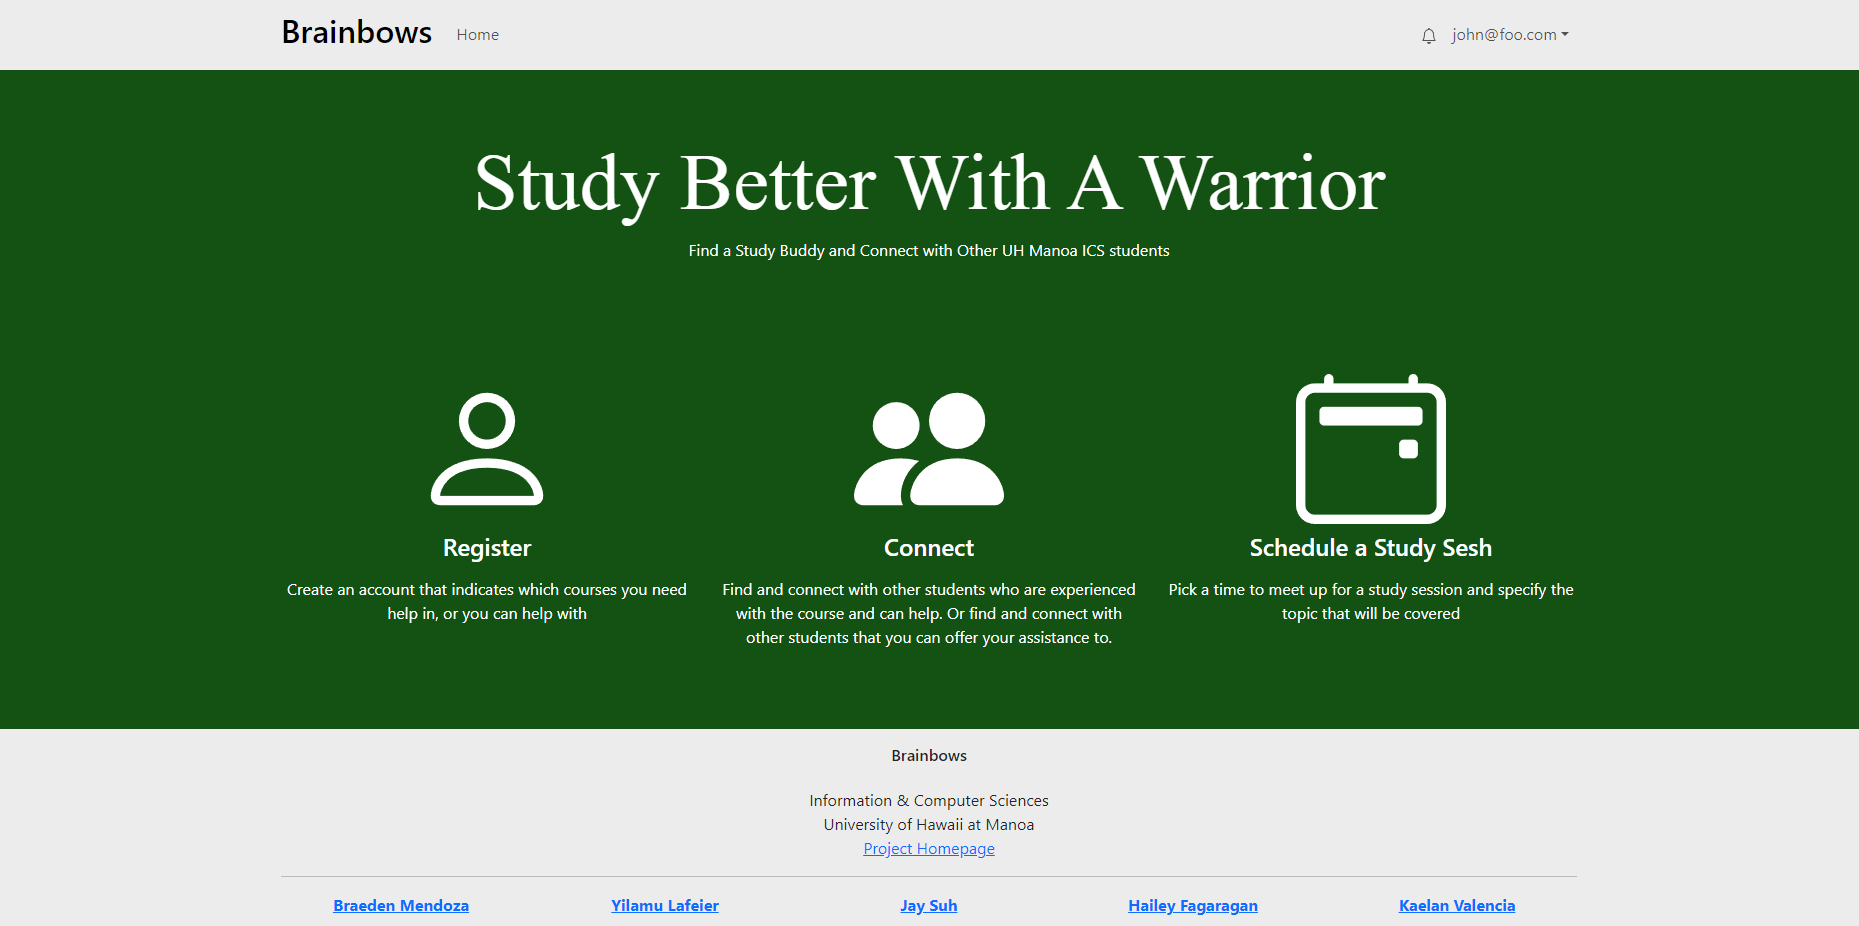 Brainbows Home john@foo.com
Study Better With A Warrior
Find a Study Buddy and Connect with Other UH Manoa ICS students
Register
Create an account that indicates which courses you need
help in, or you can help with
Connect
Find and connect with other students who are experienced
with the course and can help. Or find and connect with
other students that you can offer your assistance to.
Schedule a Study Sesh
Pick a time to meet up for a study session and specify the
topic that will be covered
Brainbows
Information & Computer Sciences
University of Hawaii at Manoa
Project Homepage
Braeden Mendoza Yilamu Lafeier Jay Suh Hailey Fagaragan Kaelan Valencia